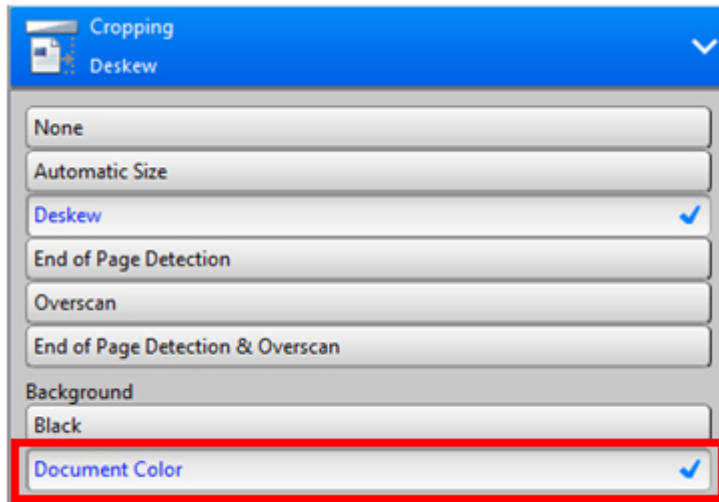 Cropping
Deskew
None
Automatic Size
Deskew
End of Page Detection
Overscan
End of Page Detection & Overscan
Background
Black
Document Color